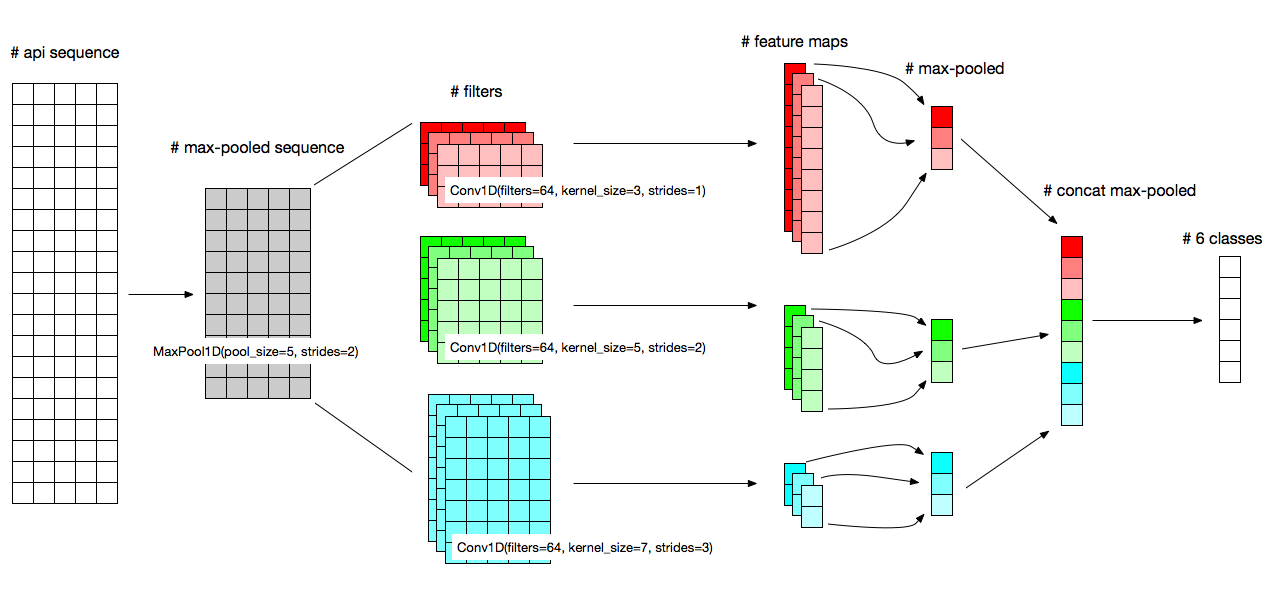 # api sequence
# max-pooled sequence
MaxPool1D(pool_size=5, strides=2)
# filters
Conv1D(filters=64, kernel_size=3, strides=1)
Conv1D(filters=64, kernel_size=5, strides=2)
Conv1D(filters=64, kernel_size=7, strides=3)
# feature maps
# max-pooled
# concat max-pooled
# 6 classes